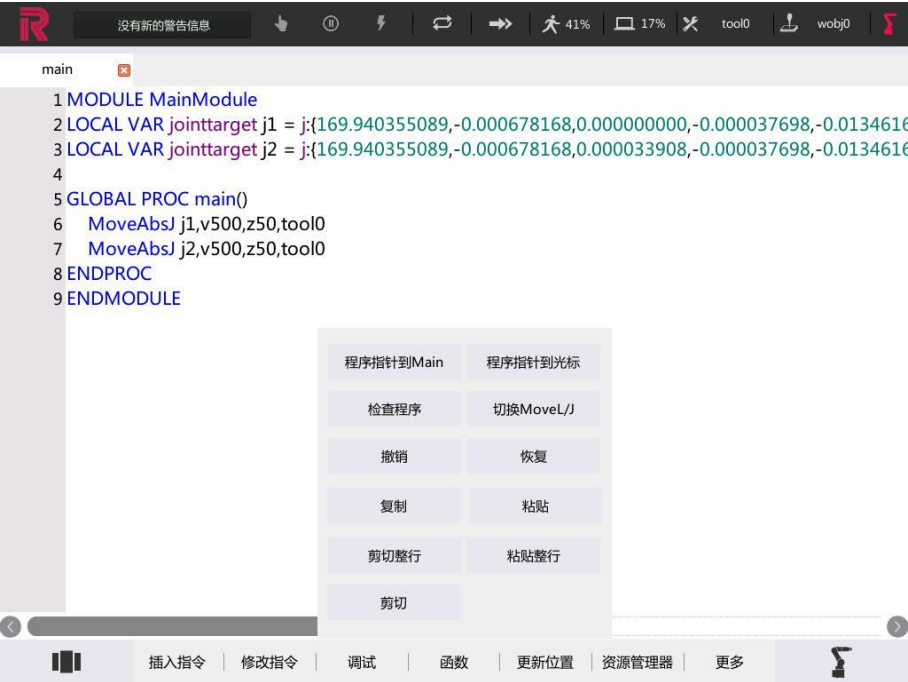 没有新的警告信息 41% 17% tool0 wobj0
main
1 MODULE MainModule
2 LOCAL VAR jointtarget j1 = j:{169.940355089,-0.000678168,0.000000000,-0.000037698,-0.0134616
3 LOCAL VAR jointtarget j2 = j:{169.940355089,-0.000678168,0.000033908,-0.000037698,-0.0134616
4
5 GLOBAL PROC main()
6 MoveAbsJ j1,v500,z50,tool0
7 MoveAbsJ j2,v500,z50,tool0
8 ENDPROC
9 ENDMODULE
程序指针到Main 程序指针到光标
检查程序 切换MoveL/J
撤销 恢复
复制 粘贴
剪切整行 粘贴整行
剪切
插入指令 修改指令 调试 函数 更新位置 资源管理器 更多